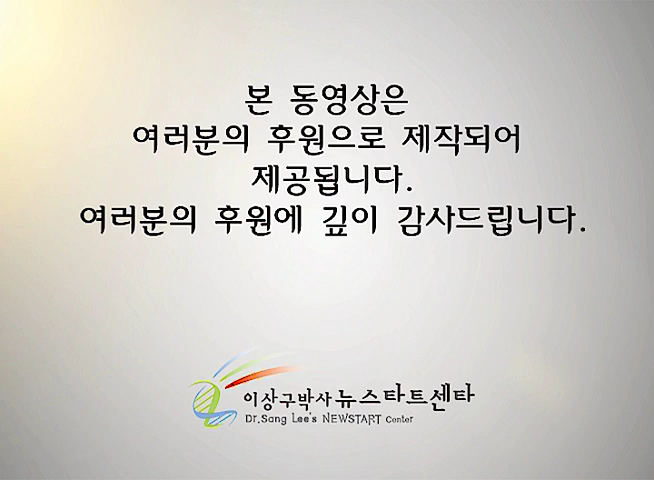 본 동영상은
여러분의 후원으로 제작되어
제공됩니다.
여러분의 후원에 깊이 감사드립니다.
이상구박사 뉴스타트센타
Dr.Sang Lee's NEWSTART Center